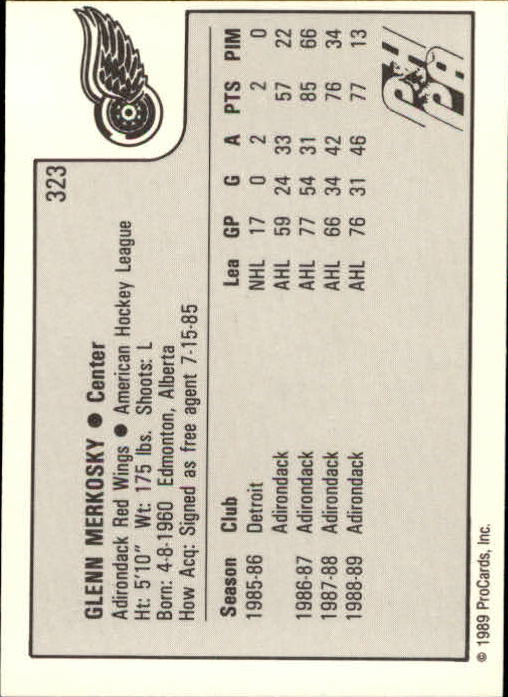 323
GLENN MERKOSKY ● Center
Adirondack Red Wings ● American Hockey League
Ht: 5'10" Wt: 175 lbs. Shoots: L
Born: 4-8-1960 Edmonton, Alberta
How Acq: Signed as free agent 7-15-85
Season Club Lea GP G A PTS PIM
1985-86 Detroit NHL 17 0 2 2 0
Adirondack AHL 59 24 33 57 22
1986-87 Adirondack AHL 77 54 31 85 66
1987-88 Adirondack AHL 66 34 42 76 34
1988-89 Adirondack AHL 76 31 46 77 13
© 1989 ProCards, Inc.